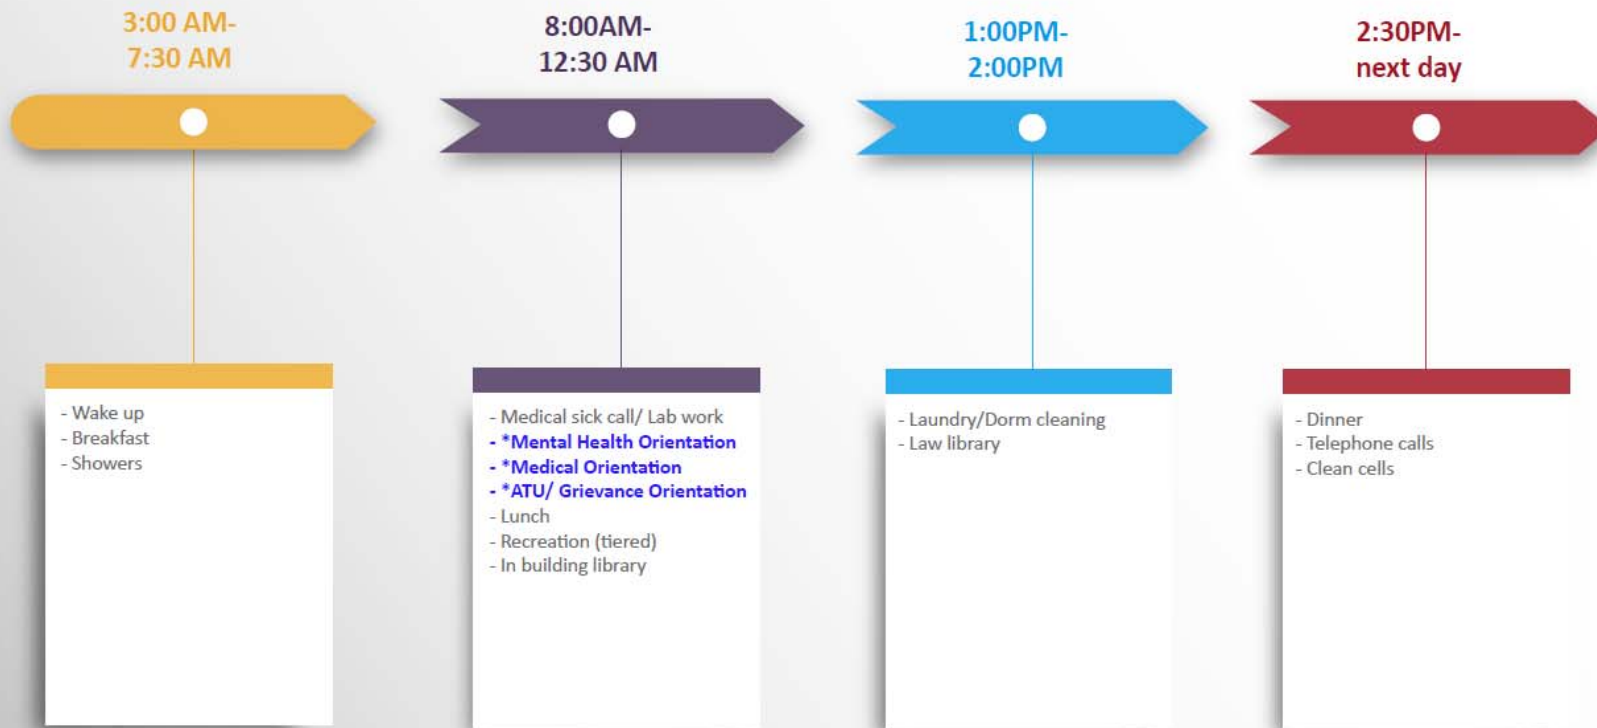 3:00 AM-
7:30 AM
8:00AM-
12:30 AM
1:00PM-
2:00PM
2:30PM-
next day
- Wake up
- Breakfast
- Showers
- Medical sick call/ Lab work
- *Mental Health Orientation
- *Medical Orientation
- *ATU/ Grievance Orientation
- Lunch
- Recreation (tiered)
- In building library
- Laundry/Dorm cleaning
- Law library
- Dinner
- Telephone calls
- Clean cells